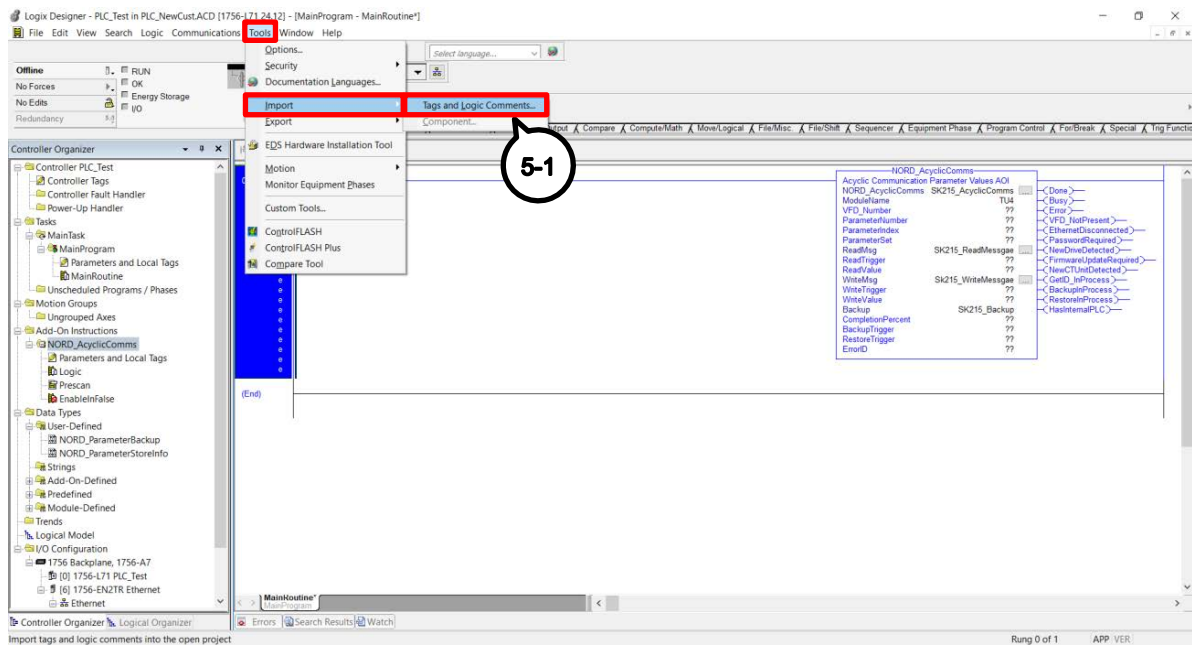 Logix Designer - PLC_Test in PLC_NewCust.ACD [1756-L71 24.12] - [MainProgram - MainRoutine*]
File Edit View Search Logic Communications Tools Window Help
Options...
Security
Documentation Languages...
Import
Export
EDS Hardware Installation Tool
Motion
Monitor Equipment Phases
Custom Tools...
ControlFLASH
ControlFLASH Plus
Compare Tool
Tags and Logic Comments...
Component...
5-1
Select language...
Offline
No Forces
No Edits
Redundancy
RUN
OK
Energy Storage
I/O
Compare Compute/Math Move/Logical File/Misc. File/Shift Sequencer Equipment Phase Program Control For/Break Special Trig Functio
Controller Organizer
Controller PLC_Test
Controller Tags
Controller Fault Handler
Power-Up Handler
Tasks
MainTask
MainProgram
Parameters and Local Tags
MainRoutine
Unscheduled Programs / Phases
Motion Groups
Ungrouped Axes
Add-On Instructions
NORD_AcyclicComms
Parameters and Local Tags
Logic
Prescan
EnableInFalse
Data Types
User-Defined
NORD_ParameterBackup
NORD_ParameterStoreInfo
Strings
Add-On-Defined
Predefined
Module-Defined
Trends
Logical Model
I/O Configuration
1756 Backplane, 1756-A7
[0] 1756-L71 PLC_Test
[6] 1756-EN2TR Ethernet
Ethernet
Controller Organizer Logical Organizer
e
e
e
e
e
e
e
e
(End)
NORD_AcyclicComms
Acyclic Communication Parameter Values AOI
NORD_AcyclicComms SK215_AcyclicComms ... Done
ModuleName TU4 Busy
VFD_Number ?? Error
ParameterNumber ?? VFD_NotPresent
ParameterIndex ?? EthernetDisconnected
ParameterSet ?? PasswordRequired
ReadMsg SK215_ReadMessgae ... NewDriveDetected
ReadTrigger ?? FirmwareUpdateRequired
ReadValue ?? NewCTUnitDetected
WriteMsg SK215_WriteMessgae ... GetID_InProcess
WriteTrigger ?? BackupInProcess
WriteValue ?? RestoreInProcess
Backup SK215_Backup HasInternalPLC
CompletionPercent ??
BackupTrigger ??
RestoreTrigger ??
ErrorID ??
MainRoutine*
MainProgram
Errors Search Results Watch
Import tags and logic comments into the open project
Rung 0 of 1 APP VER